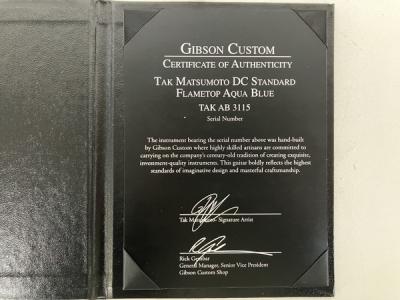 GIBSON CUSTOM
CERTIFICATE OF AUTHENTICITY
TAK MATSUMOTO DC STANDARD
FLAMETOP AQUA BLUE
TAK AB 3115
Serial Number
The instrument bearing the serial number above was hand-built
by Gibson Custom where highly skilled artisans are committed to
carrying on the company's century-old tradition of creating exquisite,
investment-quality instruments. This guitar boldly reflects the highest
standards of imaginative design and masterful craftsmanship.
Tak Matsumoto - Signature Artist
Rick Gembar
General Manager, Senior Vice President
Gibson Custom Shop